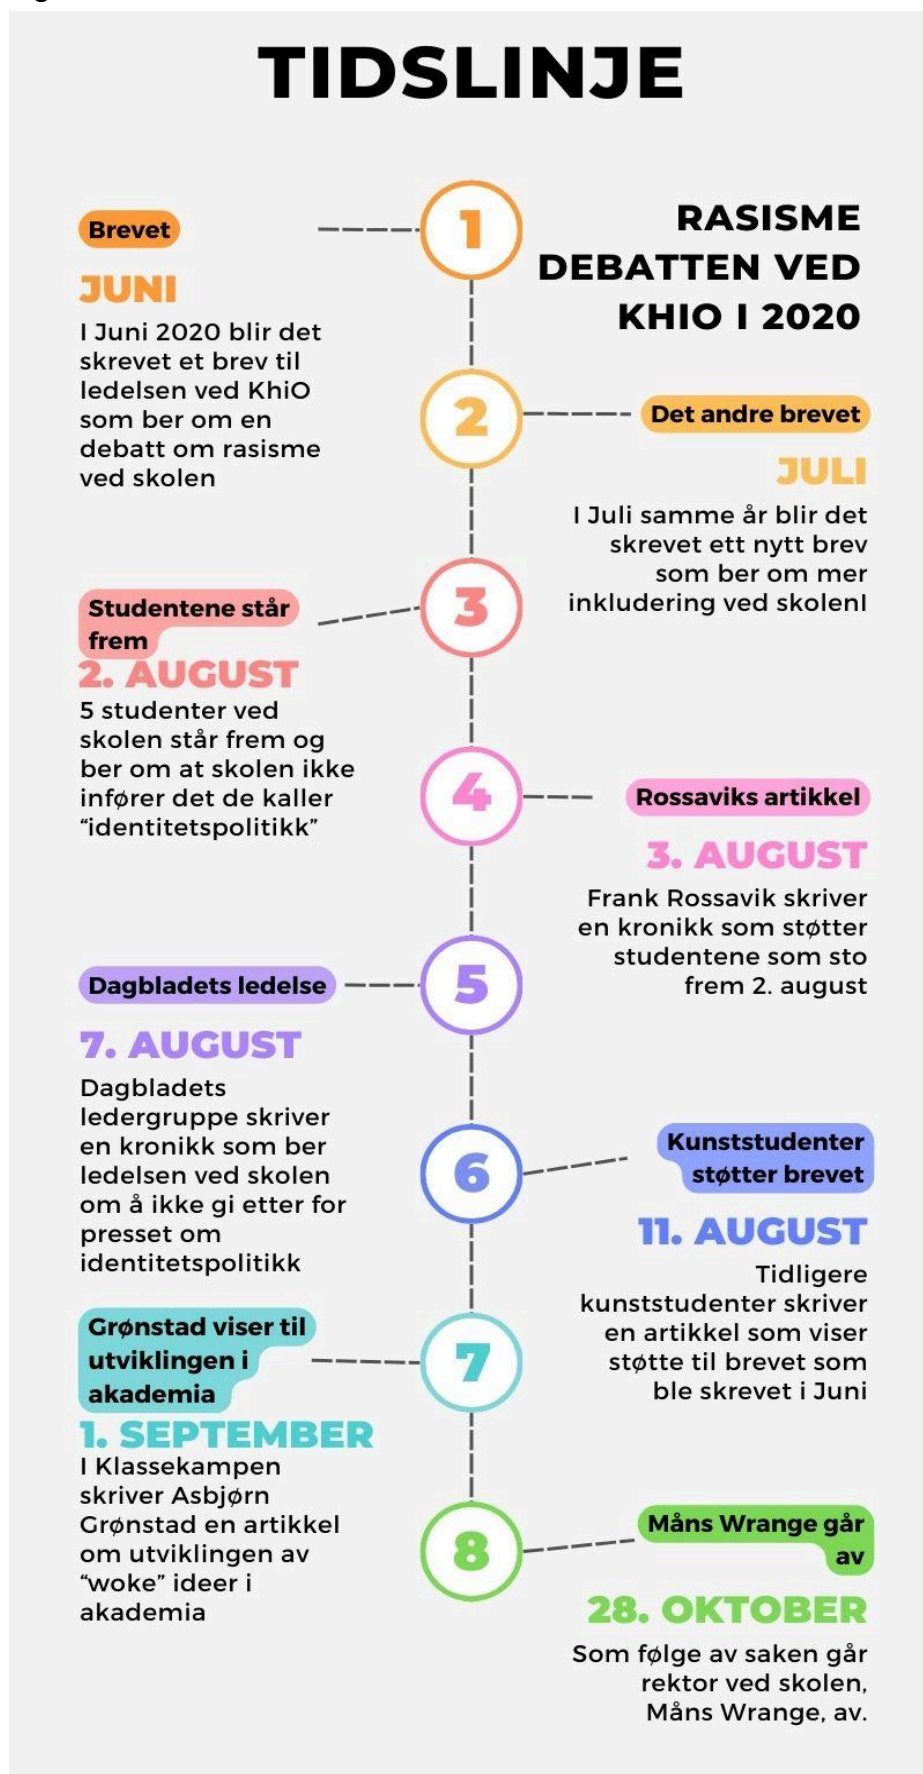 TIDSLINJE
RASISME
DEBATTEN VED
KHIO I 2020
1
Brevet
JUNI
I Juni 2020 blir det
skrevet et brev til
ledelsen ved KhiO
som ber om en
debatt om rasisme
ved skolen
2
Det andre brevet
JULI
I Juli samme år blir det
skrevet ett nytt brev
som ber om mer
inkludering ved skolenI
3
Studentene står
frem
2. AUGUST
5 studenter ved
skolen står frem og
ber om at skolen ikke
infører det de kaller
“identitetspolitikk”
4
Rossaviks artikkel
3. AUGUST
Frank Rossavik skriver
en kronikk som støtter
studentene som sto
frem 2. august
5
Dagbladets ledelse
7. AUGUST
Dagbladets
ledergruppe skriver
en kronikk som ber
ledelsen ved skolen
om å ikke gi etter for
presset om
identitetspolitikk
6
Kunststudenter
støtter brevet
11. AUGUST
Tidligere
kunststudenter skriver
en artikkel som viser
støtte til brevet som
ble skrevet i Juni
7
Grønstad viser til
utviklingen i
akademia
1. SEPTEMBER
I Klassekampen
skriver Asbjørn
Grønstad en artikkel
om utviklingen av
“woke” ideer i
akademia
8
Måns Wrange går
av
28. OKTOBER
Som følge av saken går
rektor ved skolen,
Måns Wrange, av.